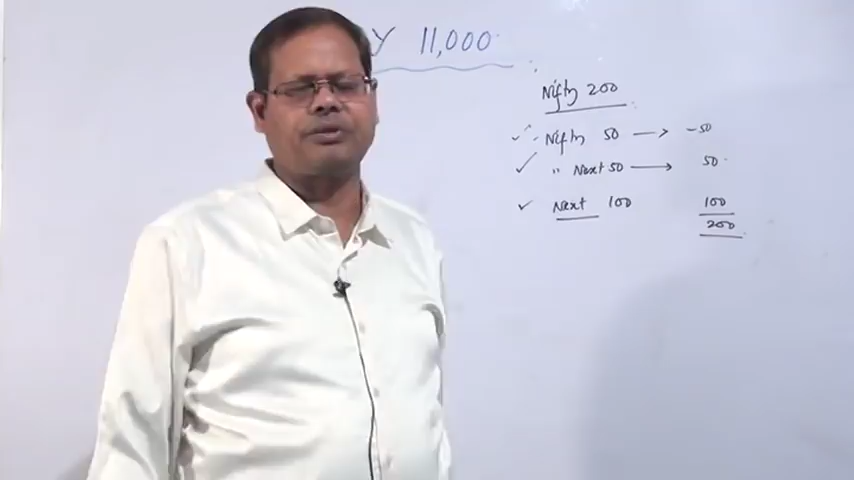 Y 11,000
Nifty 200
Nifty 50 → 50
" Next 50 → 50
Next 100 100
200